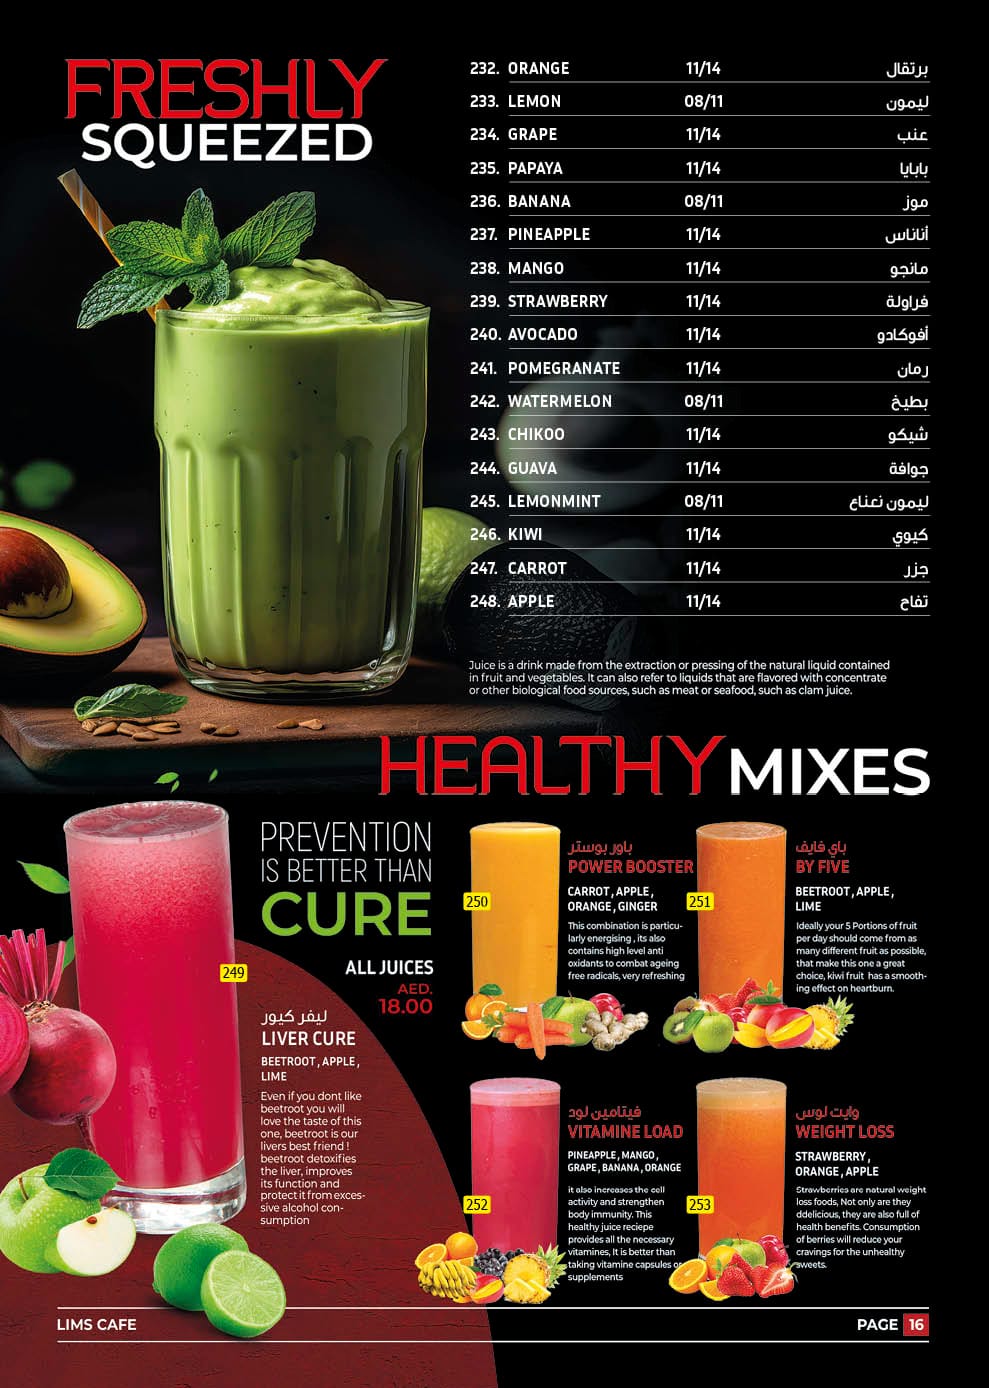 FRESHLY
SQUEEZED
232. ORANGE 11/14 برتقال
233. LEMON 08/11 ليمون
234. GRAPE 11/14 عنب
235. PAPAYA 11/14 بابايا
236. BANANA 08/11 موز
237. PINEAPPLE 11/14 أناناس
238. MANGO 11/14 مانجو
239. STRAWBERRY 11/14 فراولة
240. AVOCADO 11/14 أفوكادو
241. POMEGRANATE 11/14 رمان
242. WATERMELON 08/11 بطيخ
243. CHIKOO 11/14 شيكو
244. GUAVA 11/14 جوافة
245. LEMONMINT 08/11 ليمون نعناع
246. KIWI 11/14 كيوي
247. CARROT 11/14 جزر
248. APPLE 11/14 تفاح
Juice is a drink made from the extraction or pressing of the natural liquid contained
in fruit and vegetables. It can also refer to liquids that are flavored with concentrate
or other biological food sources, such as meat or seafood, such as clam juice.
HEALTHY MIXES
PREVENTION
IS BETTER THAN
CURE
ALL JUICES
AED.
18.00
249
ليفر كيور
LIVER CURE
BEETROOT , APPLE ,
LIME
Even if you dont like
beetroot you will
love the taste of this
one, beetroot is our
livers best friend !
beetroot detoxifies
the liver, improves
its function and
protect it from exces-
sive alcohol con-
sumption
250
باور بوستر
POWER BOOSTER
CARROT , APPLE ,
ORANGE , GINGER
This combination is particu-
larly energising , its also
contains high level anti
oxidants to combat ageing
free radicals, very refreshing
251
باي فايف
BY FIVE
BEETROOT , APPLE ,
LIME
Ideally your 5 Portions of fruit
per day should come from as
many different fruit as possible,
that make this one a great
choice, kiwi fruit has a smooth-
ing effect on heartburn.
252
فيتامين لود
VITAMINE LOAD
PINEAPPLE , MANGO ,
GRAPE , BANANA , ORANGE
it also increases the cell
activity and strengthen
body immunity. This
healthy juice reciepe
provides all the necessary
vitamines, It is better than
taking vitamine capsules or
supplements
253
وايت لوس
WEIGHT LOSS
STRAWBERRY ,
ORANGE , APPLE
Strawberries are natural weight
loss foods, Not only are they
ddelicious, they are also full of
health benefits. Consumption
of berries will reduce your
cravings for the unhealthy
sweets.
LIMS CAFE
PAGE 16